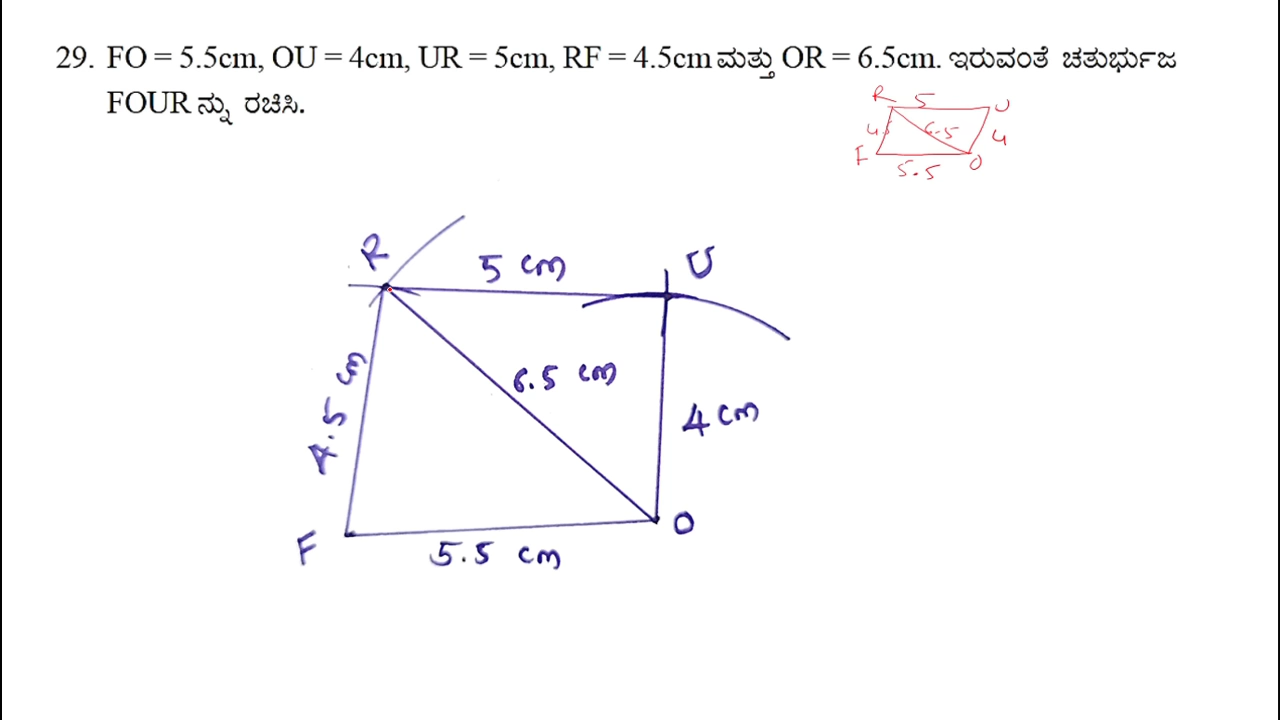 29. FO = 5.5cm, OU = 4cm, UR = 5cm, RF = 4.5cm ಮತ್ತು OR = 6.5cm. ಇರುವಂತೆ ಚತುರ್ಭುಜ
FOUR ನ್ನು ರಚಿಸಿ.
R 5 U
4.5 6.5 4
F 5.5 O
R 5 cm U
4.5 cm 6.5 cm 4 cm
F 5.5 cm O